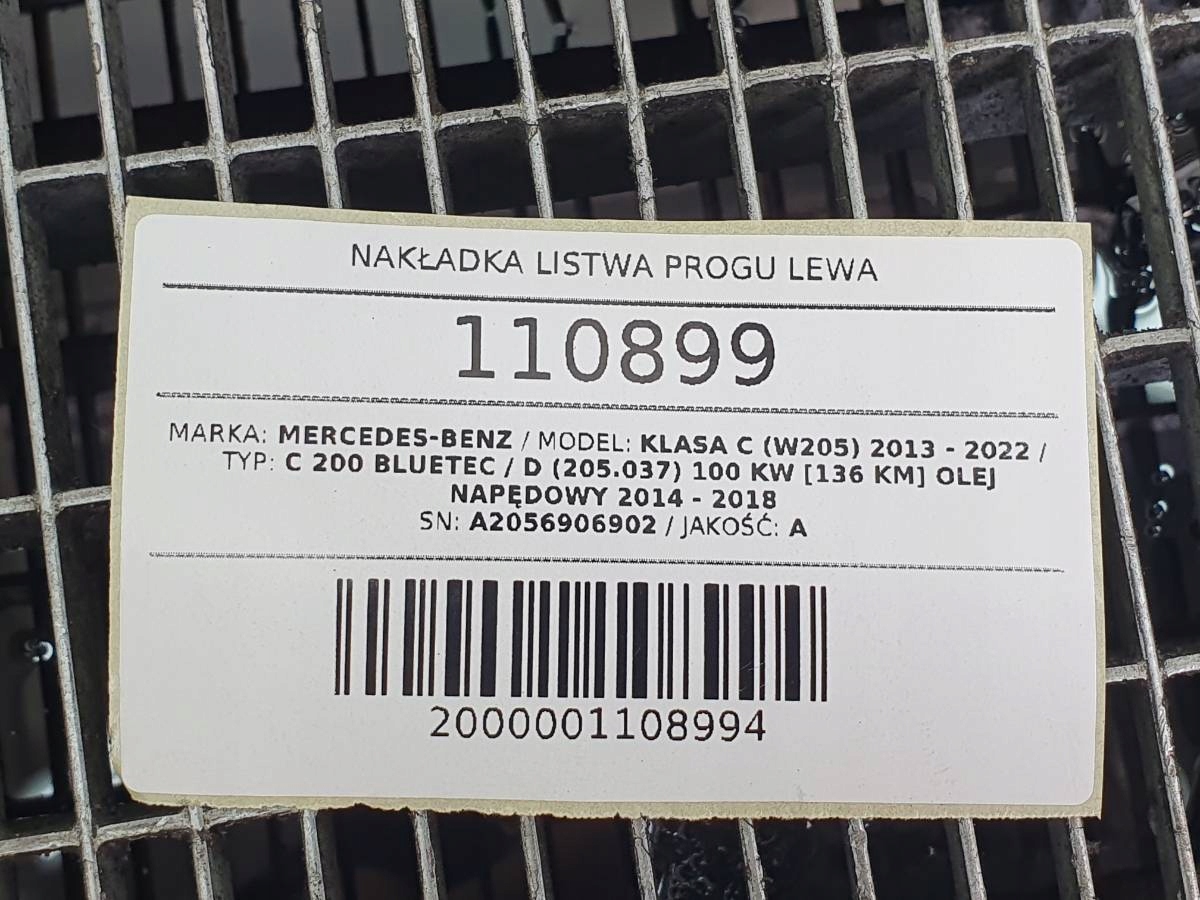 NAKŁADKA LISTWA PROGU LEWA
110899
MARKA: MERCEDES-BENZ / MODEL: KLASA C (W205) 2013 - 2022 /
TYP: C 200 BLUETEC / D (205.037) 100 KW [136 KM] OLEJ
NAPĘDOWY 2014 - 2018
SN: A2056906902 / JAKOŚĆ: A
2000001108994